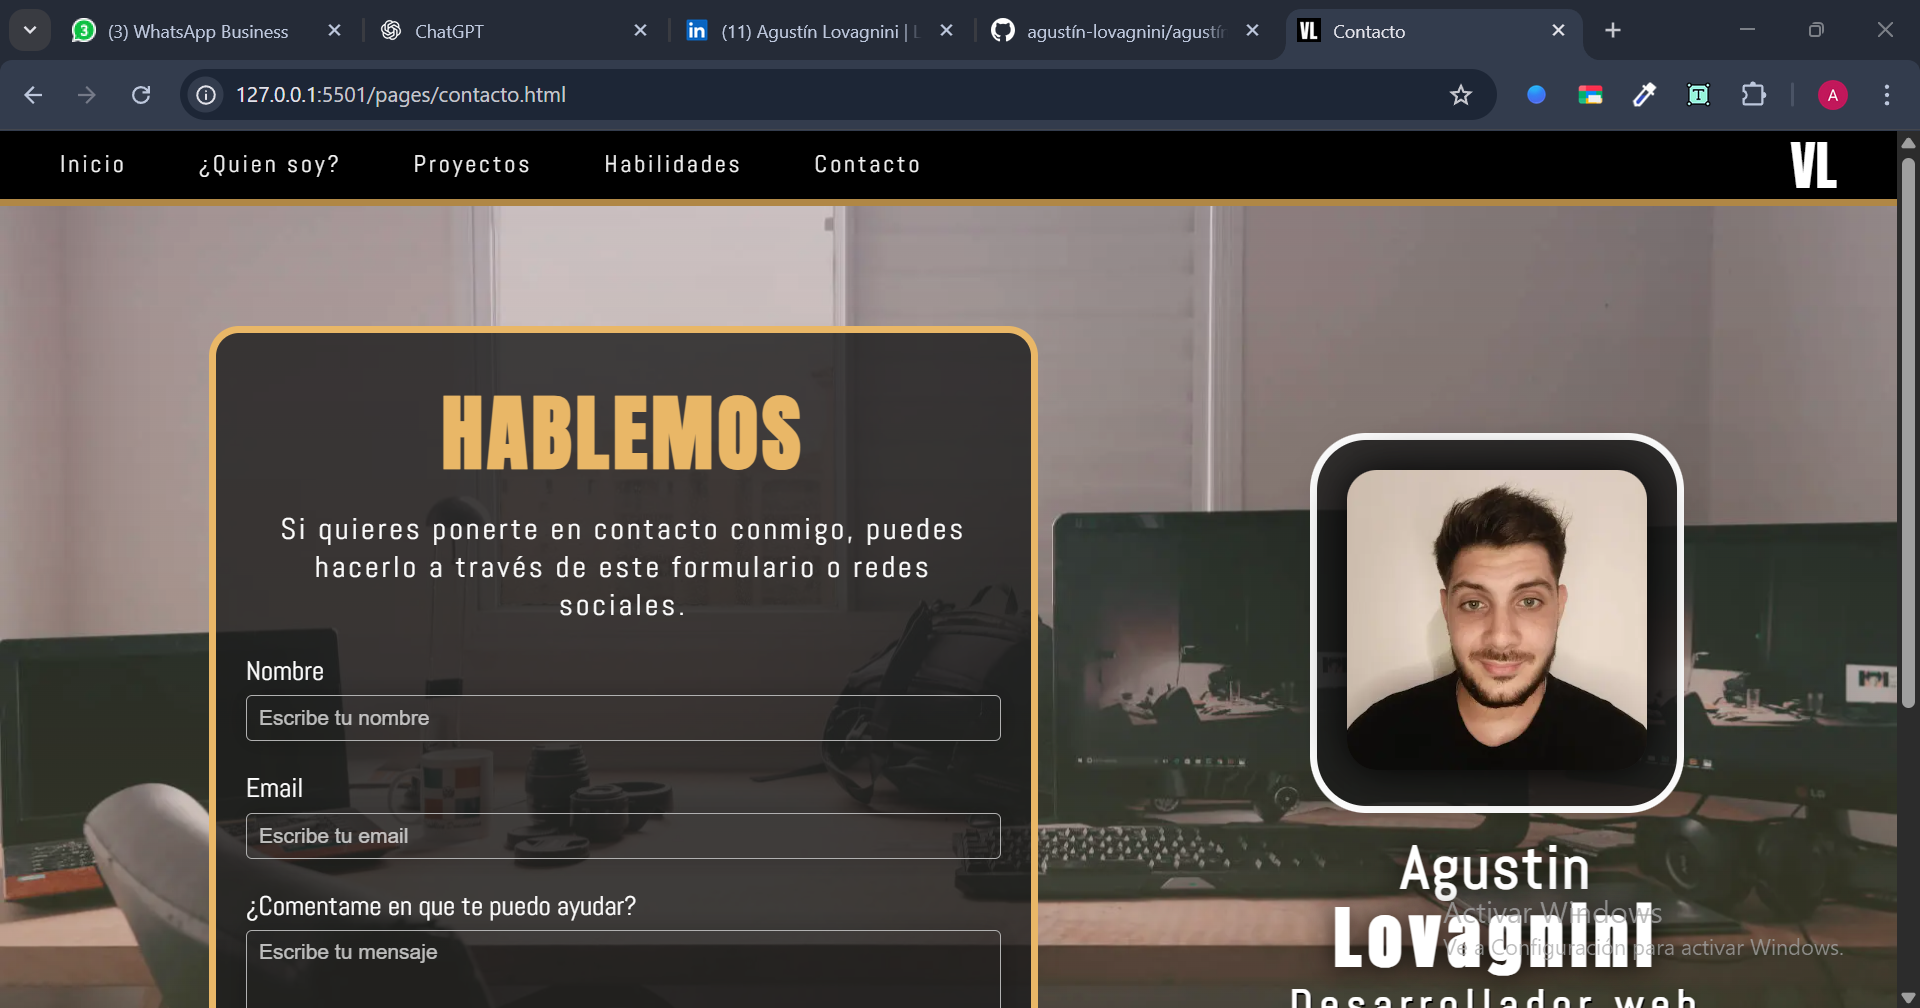 (3) WhatsApp Business
ChatGPT
(11) Agustín Lovagnini |
agustín-lovagnini/agustín
VL Contacto
127.0.0.1:5501/pages/contacto.html
A
Inicio ¿Quien soy? Proyectos Habilidades Contacto
VL
HABLEMOS
Si quieres ponerte en contacto conmigo, puedes
hacerlo a través de este formulario o redes
sociales.
Nombre
Escribe tu nombre
Email
Escribe tu email
¿Comentame en que te puedo ayudar?
Escribe tu mensaje
Agustin
Lovagnini
Desarrollador web
Activar Windows
Ve a Configuración para activar Windows.